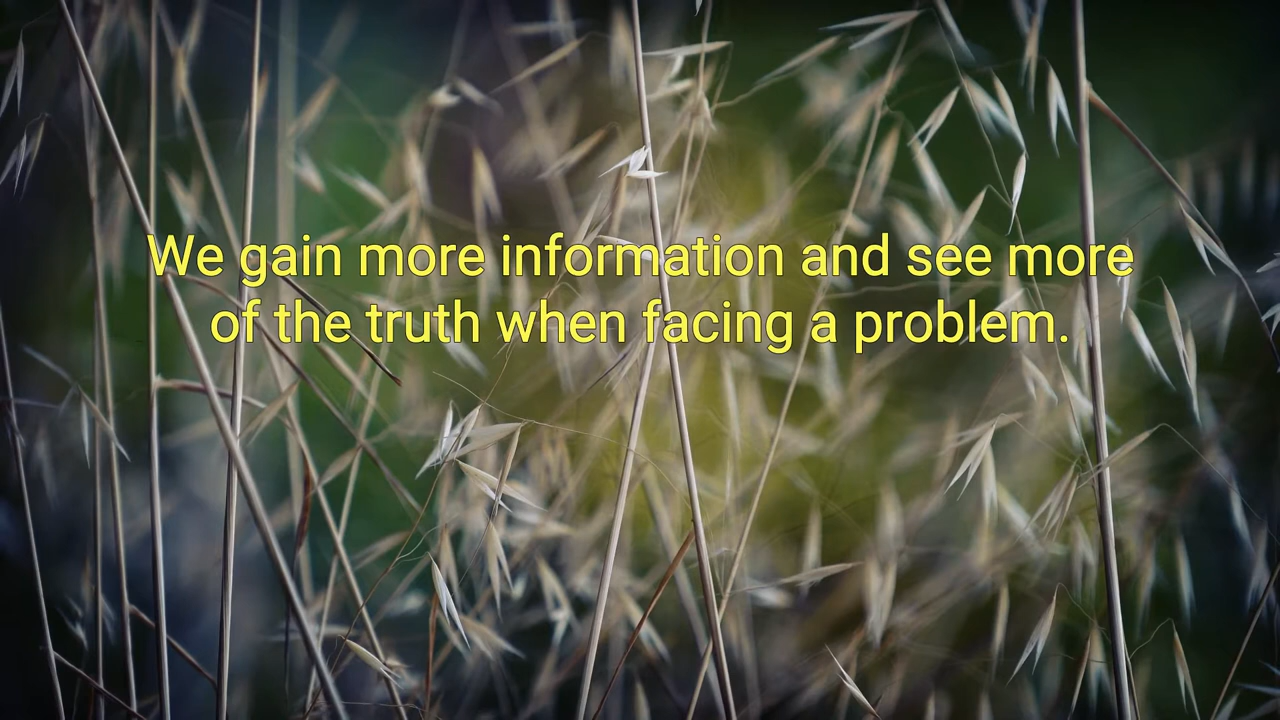 We gain more information and see more
of the truth when facing a problem.